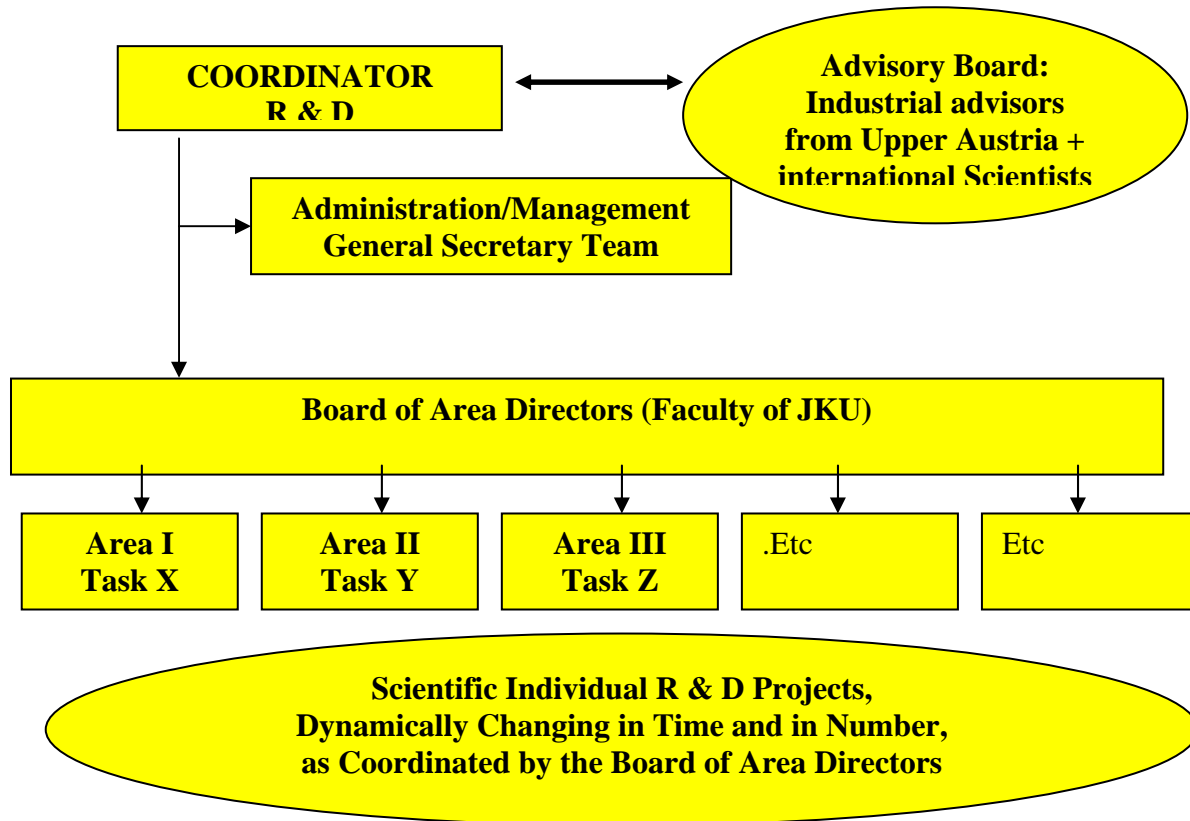 COORDINATOR
R & D
Advisory Board:
Industrial advisors
from Upper Austria +
international Scientists
Administration/Management
General Secretary Team
Board of Area Directors (Faculty of JKU)
Area I
Task X
Area II
Task Y
Area III
Task Z
.Etc
Etc
Scientific Individual R & D Projects,
Dynamically Changing in Time and in Number,
as Coordinated by the Board of Area Directors